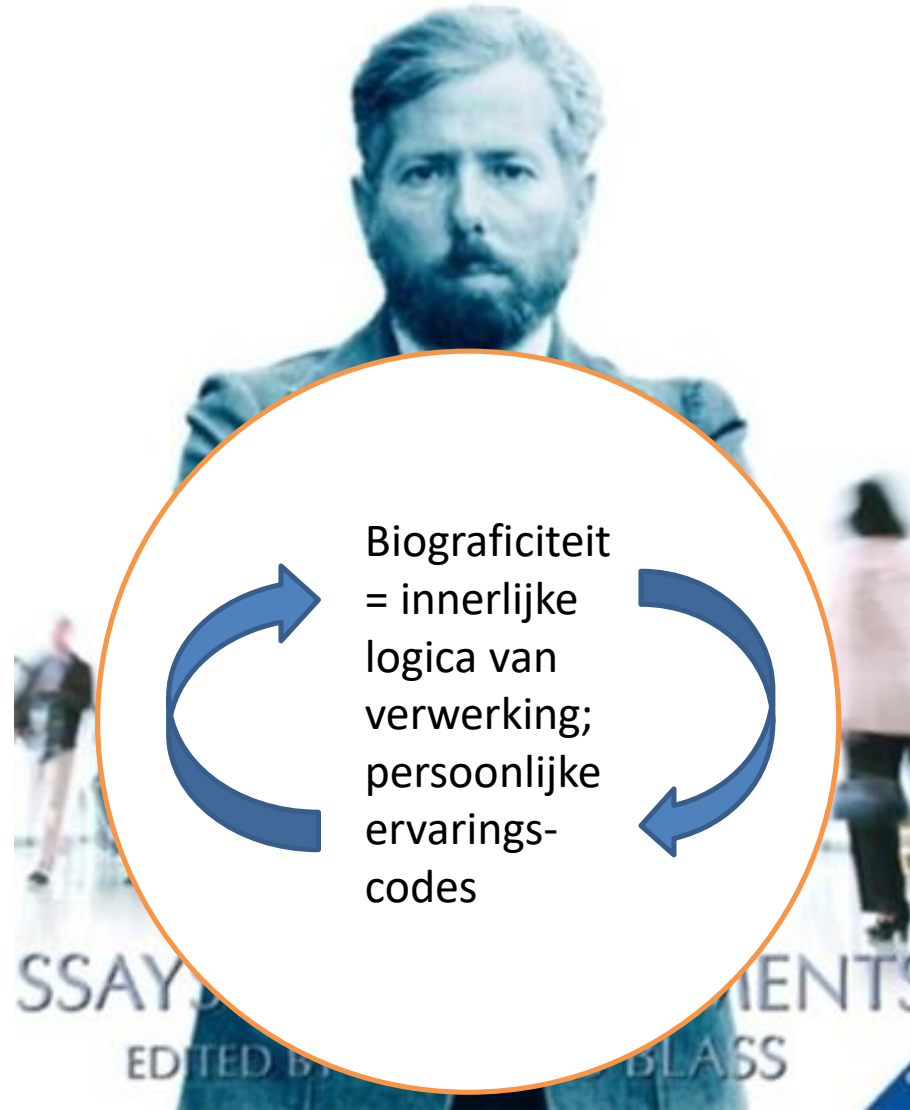 Biograficiteit
= innerlijke
logica van
verwerking;
persoonlijke
ervarings-
codes
SSAYS MENTS
EDITED BY BLASS